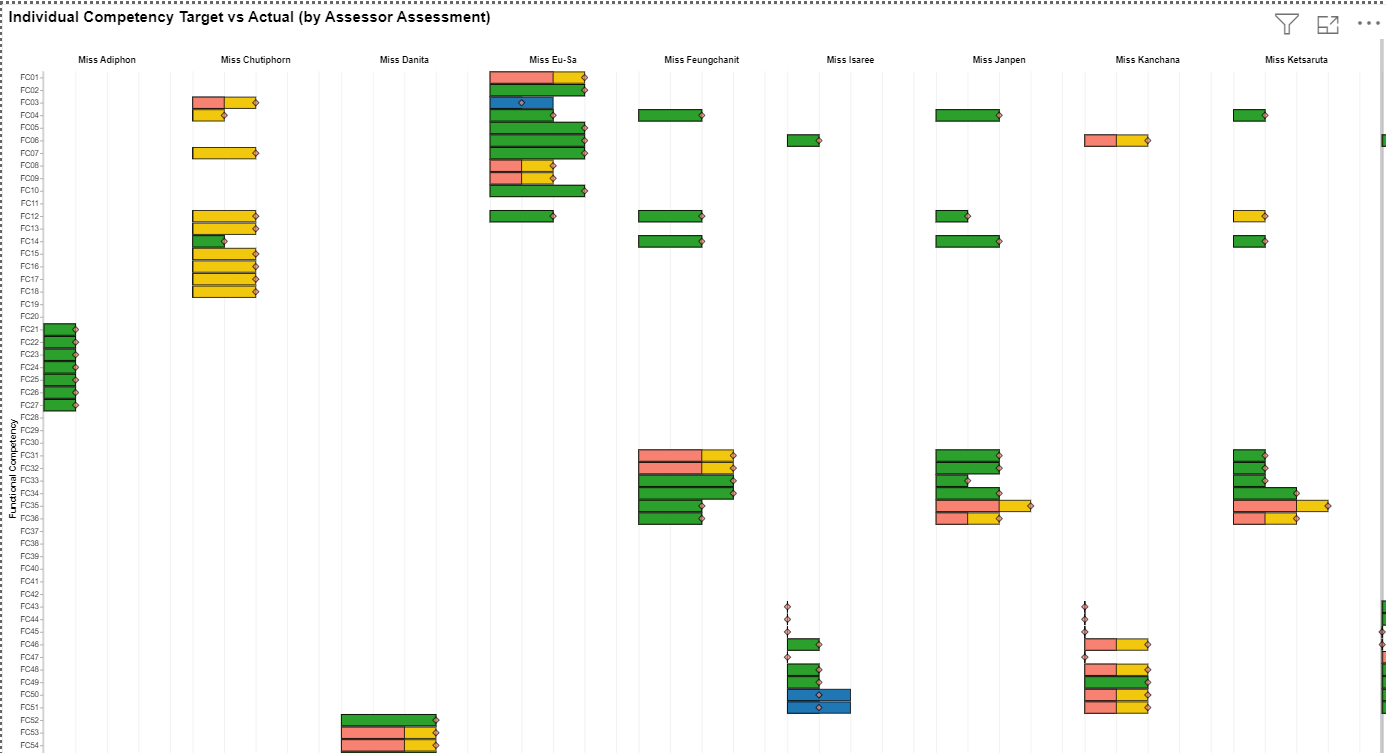 Individual Competency Target vs Actual (by Assessor Assessment)
Miss Adiphon Miss Chutiphorn Miss Danita Miss Eu-Sa Miss Feungchanit Miss Isaree Miss Janpen Miss Kanchana Miss Ketsaruta
Functional Competency
FC01
FC02
FC03
FC04
FC05
FC06
FC07
FC08
FC09
FC10
FC11
FC12
FC13
FC14
FC15
FC16
FC17
FC18
FC19
FC20
FC21
FC22
FC23
FC24
FC25
FC26
FC27
FC28
FC29
FC30
FC31
FC32
FC33
FC34
FC35
FC36
FC37
FC38
FC39
FC40
FC41
FC42
FC43
FC44
FC45
FC46
FC47
FC48
FC49
FC50
FC51
FC52
FC53
FC54